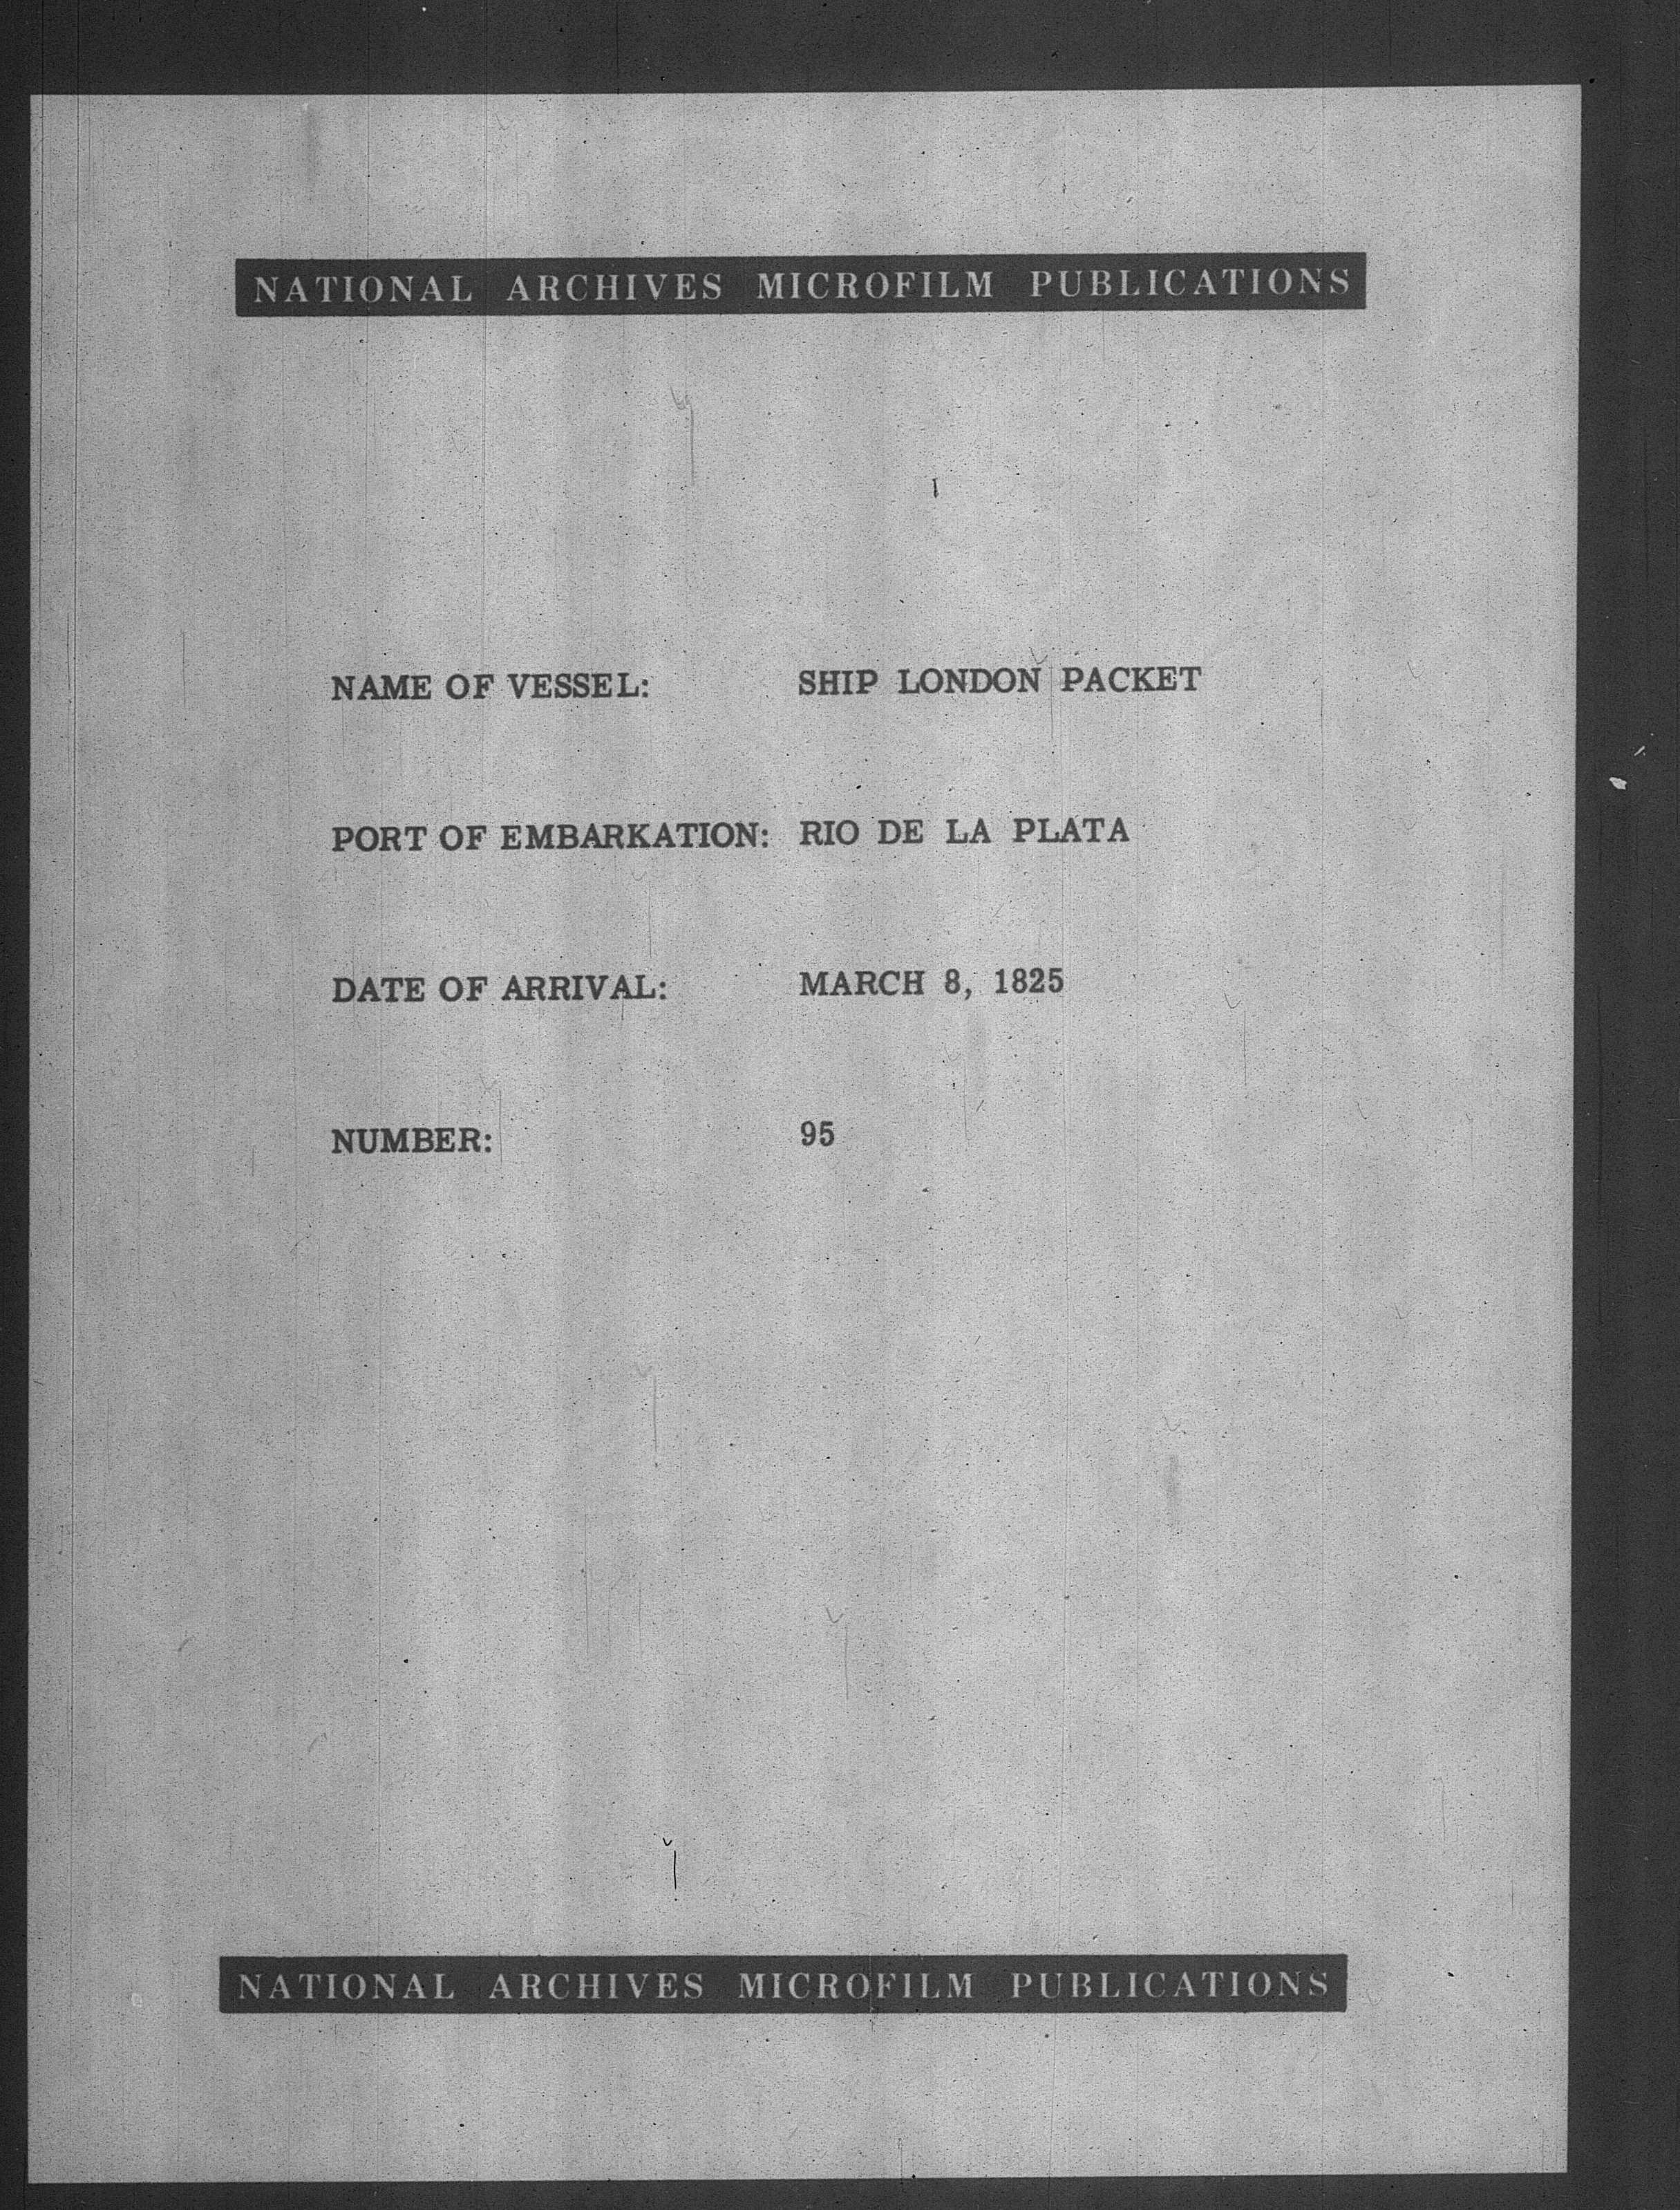 NATIONAL ARCHIVES MICROFILM PUBLICATIONS
NAME OF VESSEL: SHIP LONDON PACKET
PORT OF EMBARKATION: RIO DE LA PLATA
DATE OF ARRIVAL: MARCH 8, 1825
NUMBER: 95
NATIONAL ARCHIVES MICROFILM PUBLICATIONS